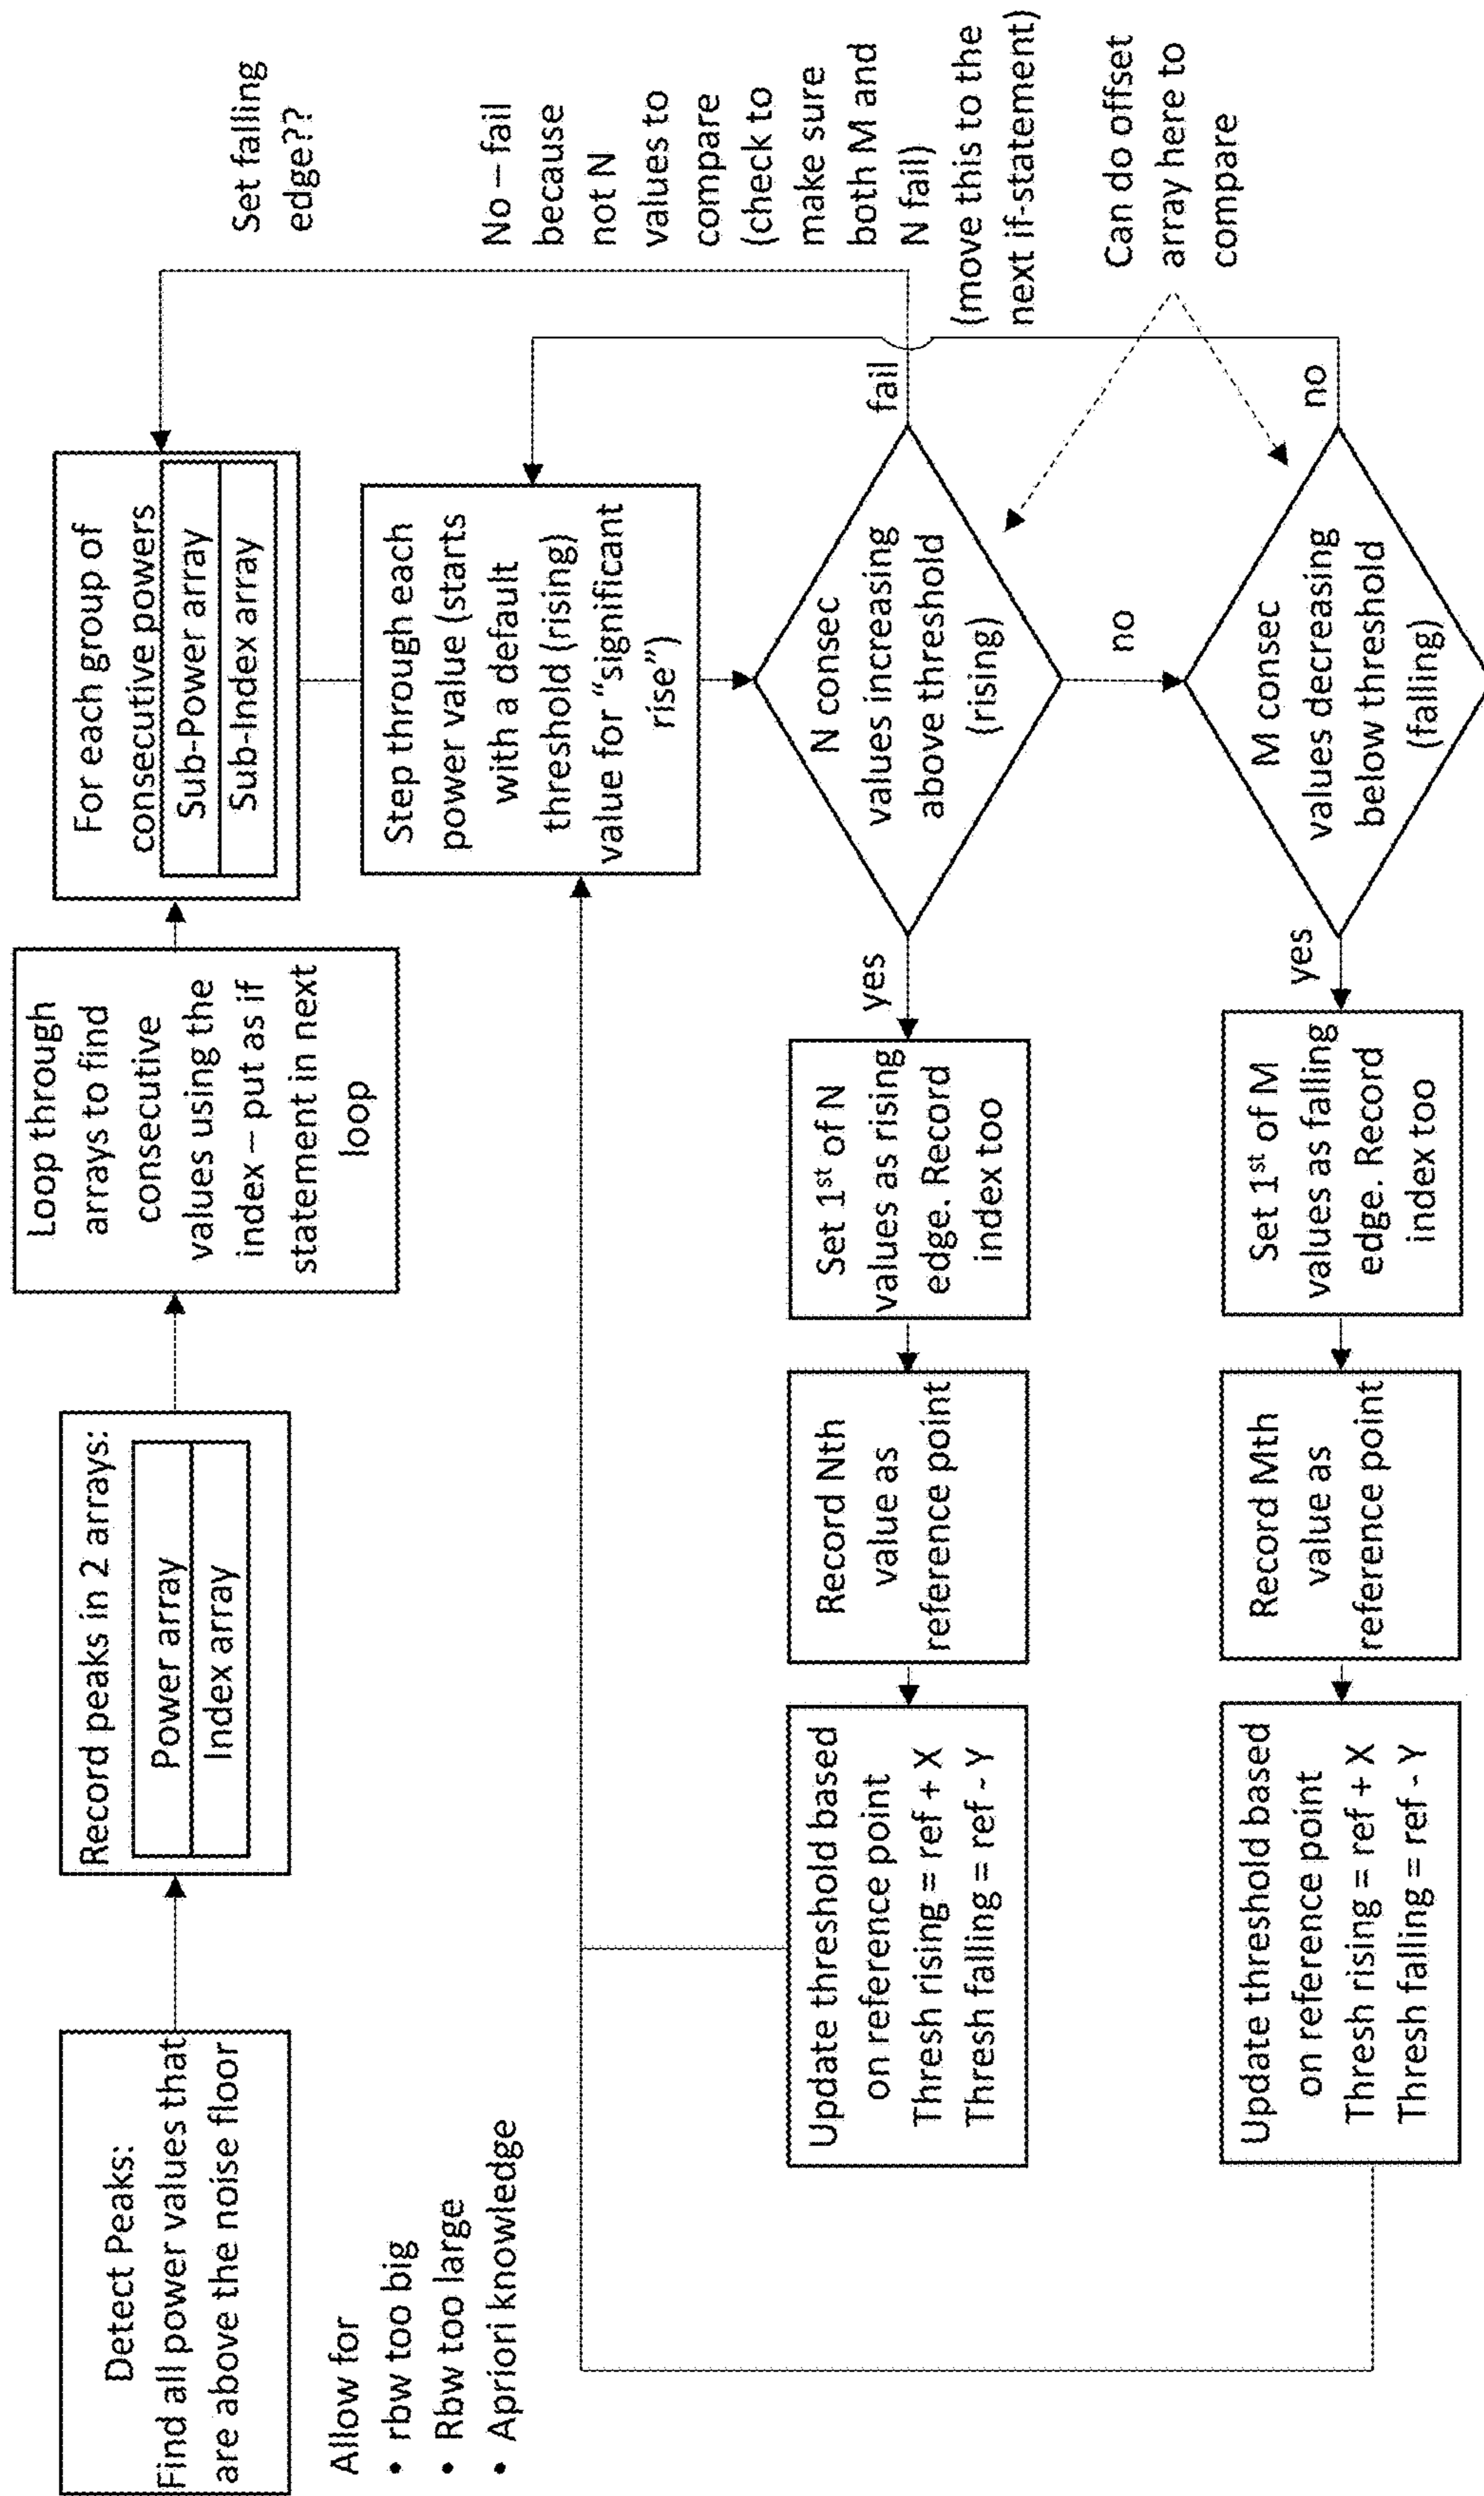 Detect Peaks:
Find all power values that
are above the noise floor
Record peaks in 2 arrays:
Power array
Index array
Loop through
arrays to find
consecutive
values using the
index – put as if
statement in next
loop
For each group of
consecutive powers
Sub-Power array
Sub-Index array
Set falling
edge??
Allow for
• rbw too big
• Rbw too large
• Apriori knowledge
Step through each
power value (starts
with a default
threshold (rising)
value for “significant
rise”)
No – fail
because
not N
values to
compare
(check to
make sure
both M and
N fail)
(move this to the
next if-statement)
Can do offset
array here to
compare
Update threshold based
on reference point
Thresh rising = ref + X
Thresh falling = ref - Y
Record Nth
value as
reference point
Set 1st of N
values as rising
edge. Record
index too
yes
N consec
values increasing
above threshold
(rising)
fail
no
Update threshold based
on reference point
Thresh rising = ref + X
Thresh falling = ref - Y
Record Mth
value as
reference point
Set 1st of M
values as falling
edge. Record
index too
yes
M consec
values decreasing
below threshold
(falling)
no